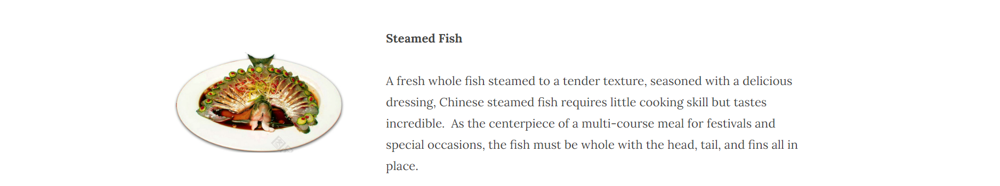 Steamed Fish
A fresh whole fish steamed to a tender texture, seasoned with a delicious
dressing, Chinese steamed fish requires little cooking skill but tastes
incredible.  As the centerpiece of a multi-course meal for festivals and
special occasions, the fish must be whole with the head, tail, and fins all in
place.